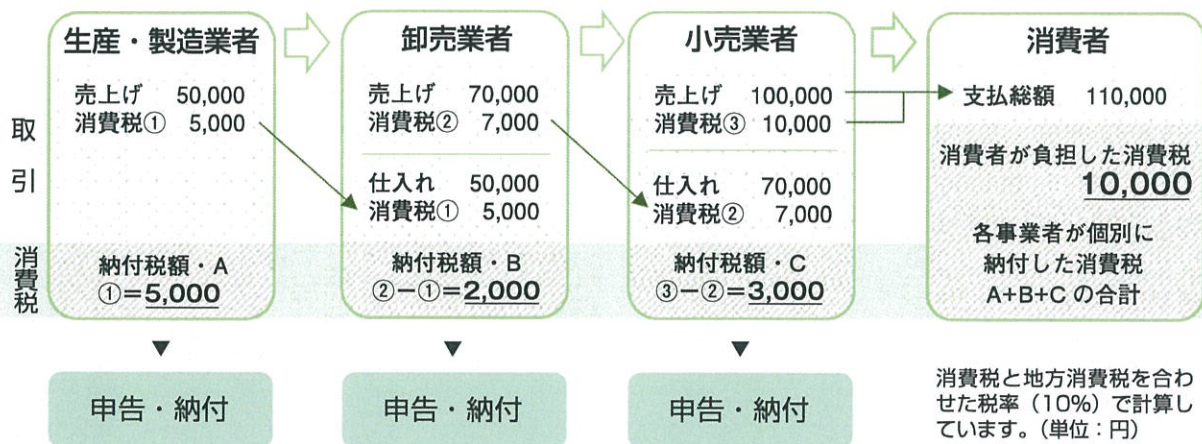 取引
消費税
生産・製造業者
売上げ 50,000
消費税① 5,000
納付税額・A
①=5,000
申告・納付
卸売業者
売上げ 70,000
消費税② 7,000
仕入れ 50,000
消費税① 5,000
納付税額・B
②−①=2,000
申告・納付
小売業者
売上げ 100,000
消費税③ 10,000
仕入れ 70,000
消費税② 7,000
納付税額・C
③−②=3,000
申告・納付
消費者
支払総額 110,000
消費者が負担した消費税
10,000
各事業者が個別に
納付した消費税
A+B+C の合計
消費税と地方消費税を合わ
せた税率（10%）で計算し
ています。（単位：円）